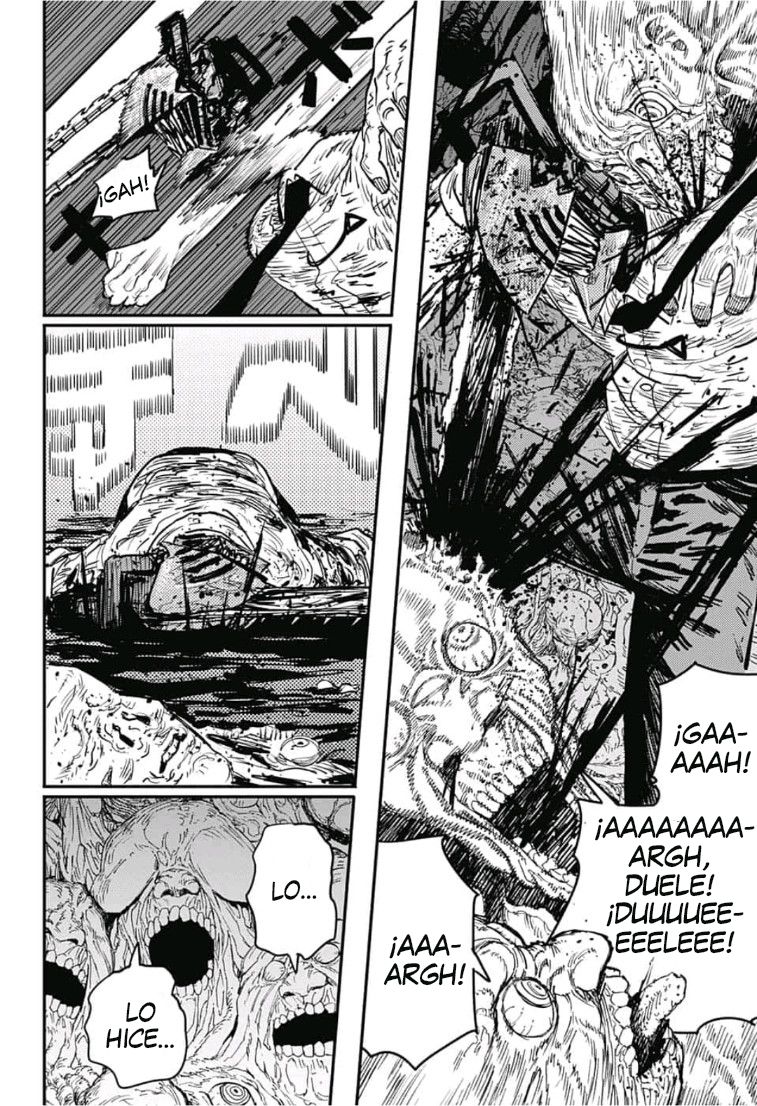 ¡GAA-
AAAH!
¡AAAAAAAA-
ARGH,
DUELE!
¡DUUUUEE-
EEELEEE!
¡AAA-
ARGH!
¡GAH!
LO...
LO
HICE...